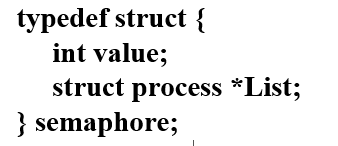 typedef struct {
int value;
struct process *List;
} semaphore;